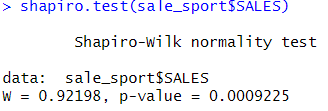 > shapiro.test(sale_sport$SALES)
Shapiro-Wilk normality test
data:  sale_sport$SALES
W = 0.92198, p-value = 0.0009225